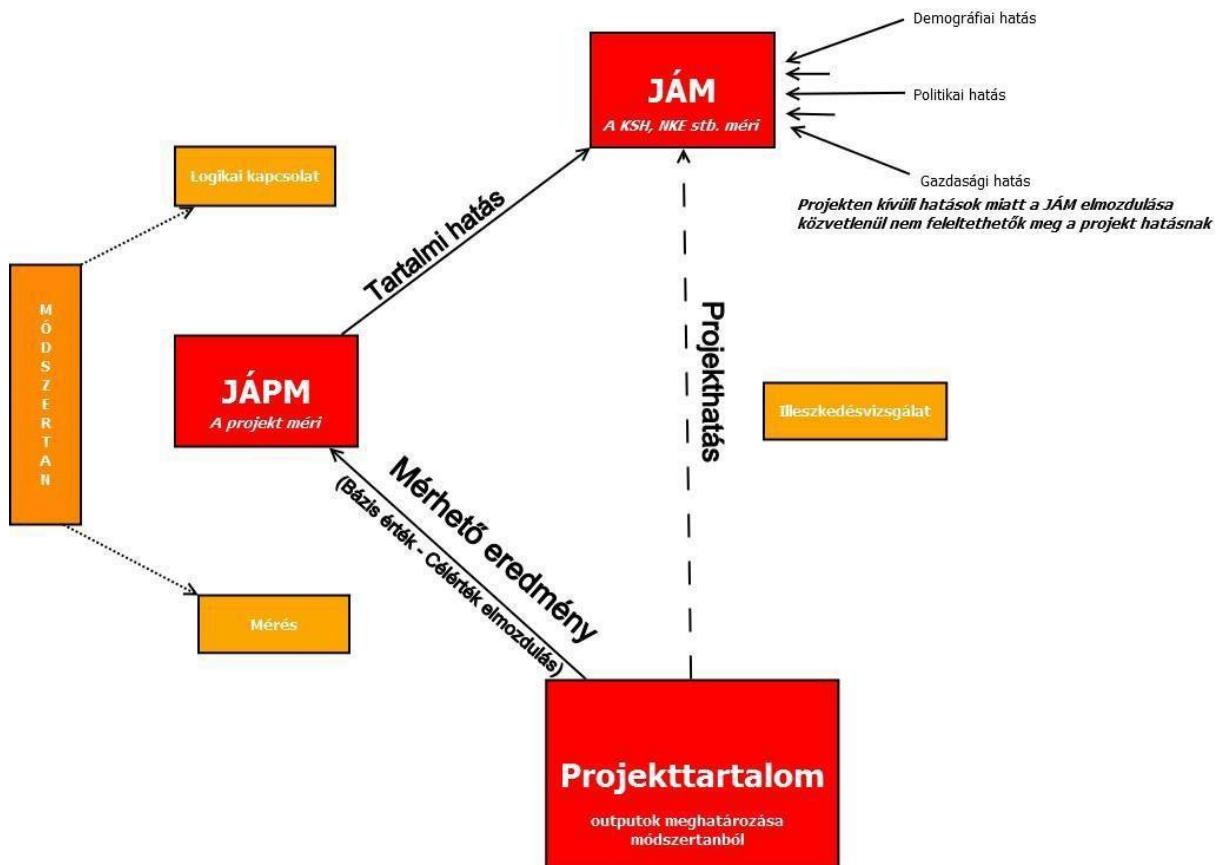 Demográfiai hatás
JÁM
A KSH, NKE stb. méri
Politikai hatás
Gazdasági hatás
Projekten kívüli hatások miatt a JÁM elmozdulása
közvetlenül nem feleltethetők meg a projekt hatásnak
Logikai kapcsolat
Tartalmi hatás
MÓDSZERTAN
JÁPM
A projekt méri
Projekthatás
Illeszkedésvizsgálat
Mérhető eredmény
(Bázis érték - Célérték elmozdulás)
Mérés
Projekttartalom
outputok meghatározása
módszertanból